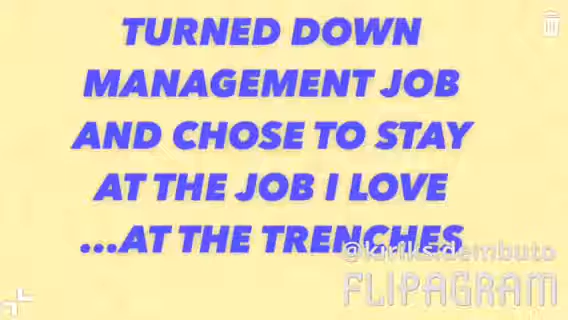 TURNED DOWN
MANAGEMENT JOB
AND CHOSE TO STAY
AT THE JOB I LOVE
...AT THE TRENCHES
FLIPAGRAM